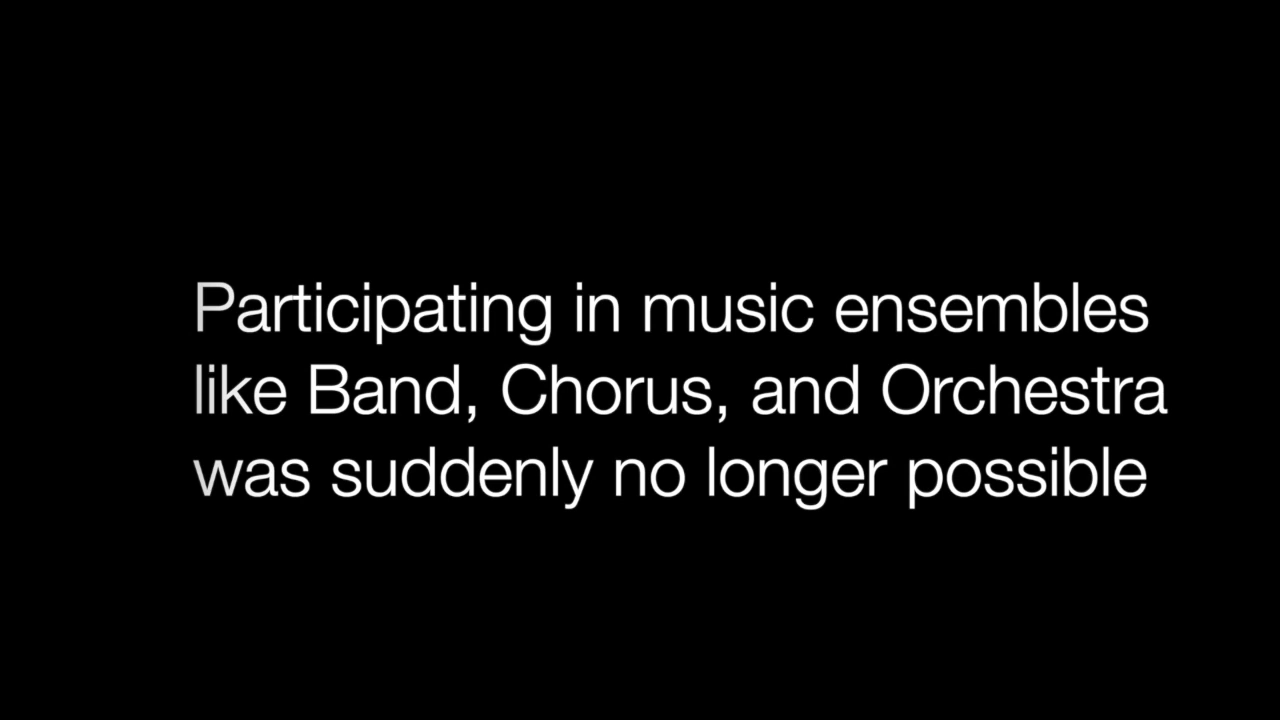 Participating in music ensembles
like Band, Chorus, and Orchestra
was suddenly no longer possible